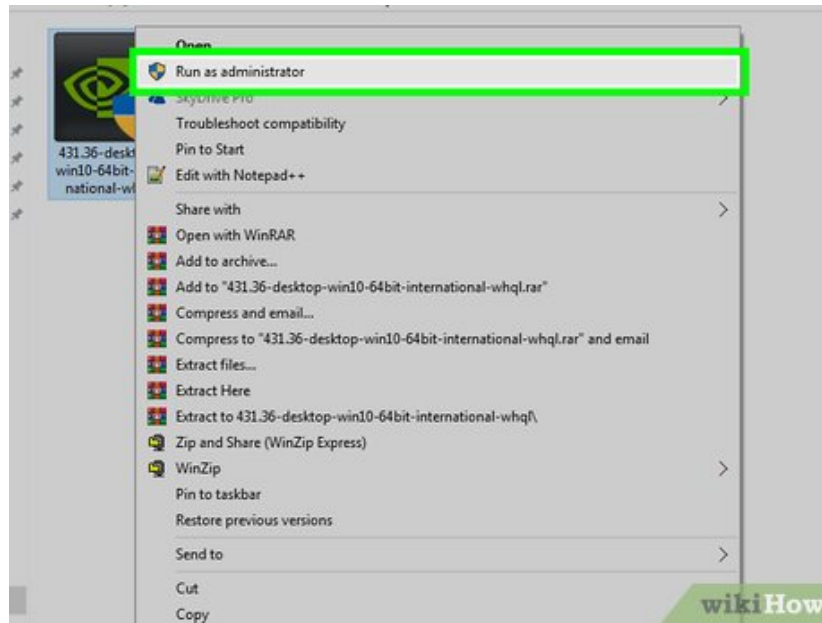 Open
Run as administrator
SkyDrive Pro
Troubleshoot compatibility
Pin to Start
Edit with Notepad++
Share with
Open with WinRAR
Add to archive...
Add to "431.36-desktop-win10-64bit-international-whql.rar"
Compress and email...
Compress to "431.36-desktop-win10-64bit-international-whql.rar" and email
Extract files...
Extract Here
Extract to 431.36-desktop-win10-64bit-international-whql\
Zip and Share (WinZip Express)
WinZip
Pin to taskbar
Restore previous versions
Send to
Cut
Copy
431.36-deskt
win10-64bit-
national-wh
wikiHow